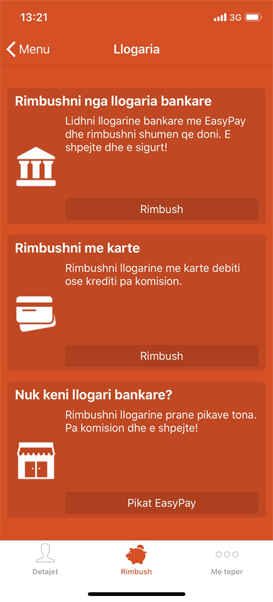 13:21
3G
Menu
Llogaria
Rimbushni nga llogaria bankare
Lidhni llogarine bankare me EasyPay
dhe rimbushni shumen qe doni. E
shpejte dhe e sigurt!
Rimbush
Rimbushni me karte
Rimbushni llogarine me karte debiti
ose krediti pa komision.
Rimbush
Nuk keni llogari bankare?
Rimbushni llogarine prane pikave tona.
Pa komision dhe e shpejte!
Pikat EasyPay
Detajet
Rimbush
Me teper